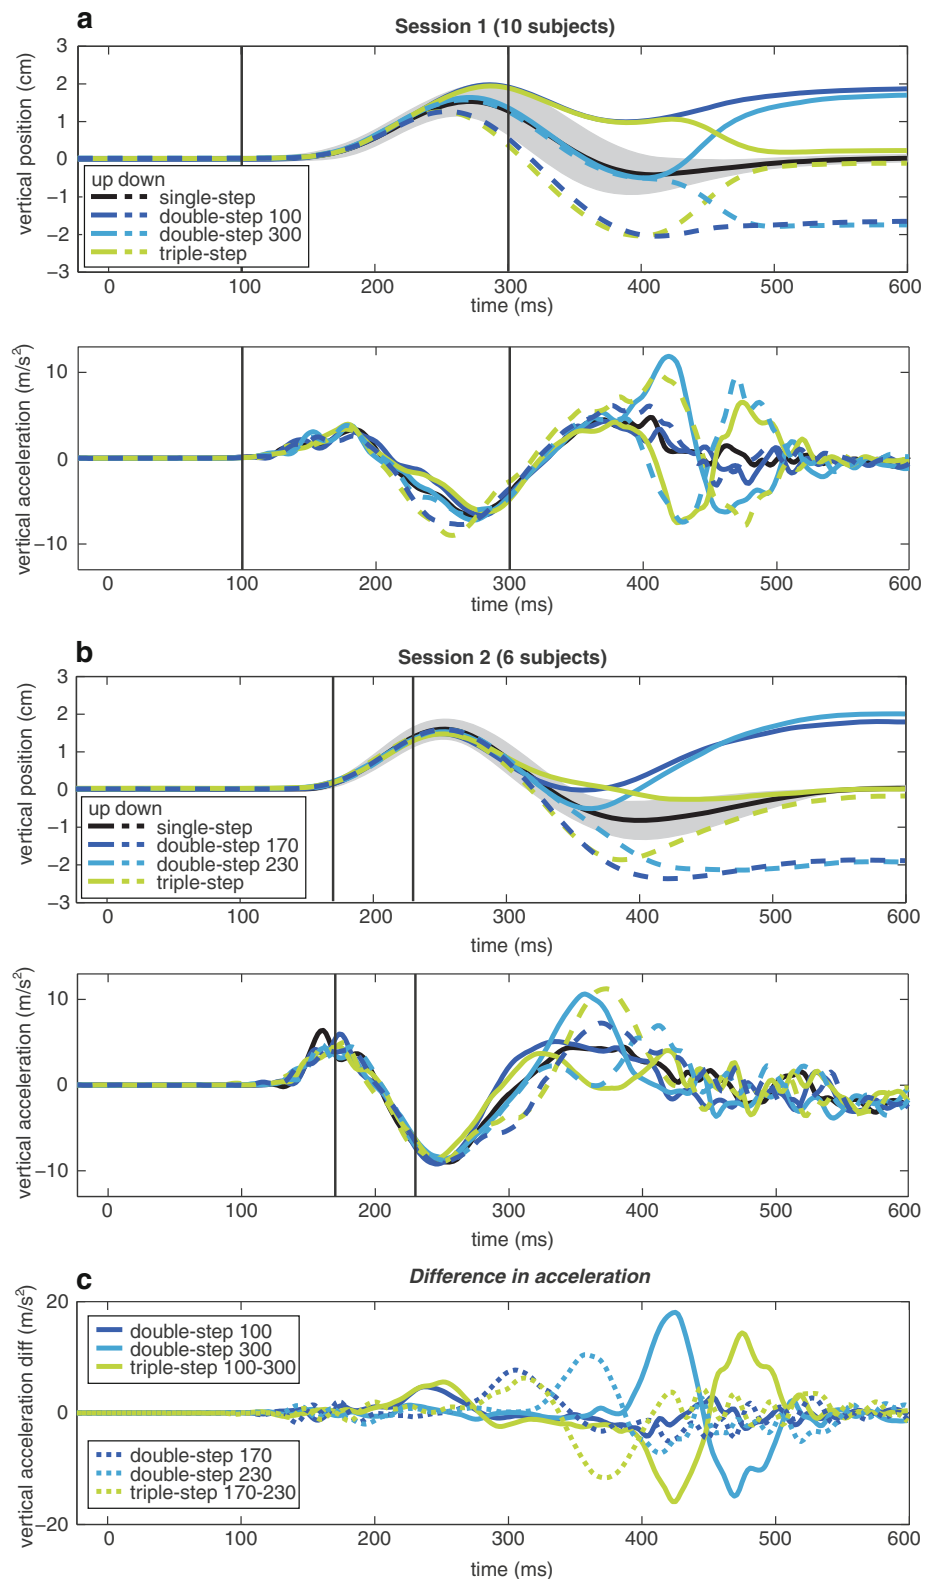 a
Session 1 (10 subjects)
vertical position (cm)
3
2
1
0
−1
−2
−3
up down
single-step
double-step 100
double-step 300
triple-step
0 100 200 300 400 500 600
time (ms)
vertical acceleration (m/s²)
10
0
−10
0 100 200 300 400 500 600
time (ms)
b
Session 2 (6 subjects)
vertical position (cm)
3
2
1
0
−1
−2
−3
up down
single-step
double-step 170
double-step 230
triple-step
0 100 200 300 400 500 600
time (ms)
vertical acceleration (m/s²)
10
0
−10
0 100 200 300 400 500 600
time (ms)
c
Difference in acceleration
vertical acceleration diff (m/s²)
20
0
−20
double-step 100
double-step 300
triple-step 100-300
double-step 170
double-step 230
triple-step 170-230
0 100 200 300 400 500 600
time (ms)